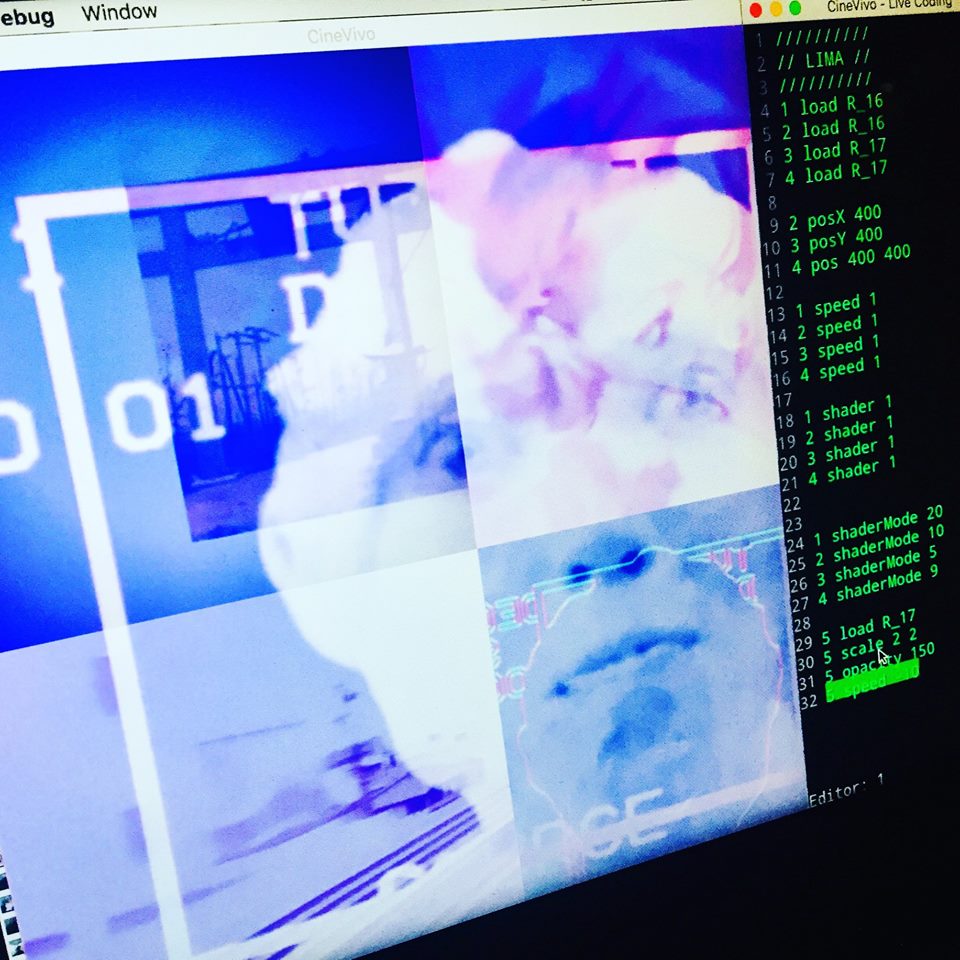 ebug Window
CineVivo
CineVivo - Live Coding
1 //////////
2 // LIMA //
3 //////////
4 1 load R_16
5 2 load R_16
6 3 load R_17
7 4 load R_17
8
9 2 posX 400
10 3 posY 400
11 4 pos 400 400
12
13 1 speed 1
14 2 speed 1
15 3 speed 1
16 4 speed 1
17
18 1 shader 1
19 2 shader 1
20 3 shader 1
21 4 shader 1
22
23
24 1 shaderMode 20
25 2 shaderMode 10
26 3 shaderMode 5
27 4 shaderMode 9
28
29 5 load R_17
30 5 scale 2 2
31 5 opacity 150
32 5 speed
Editor: 1
01